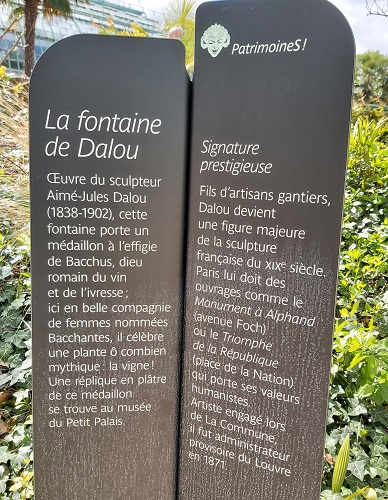 La fontaine
de Dalou
Œuvre du sculpteur
Aimé-Jules Dalou
(1838-1902), cette
fontaine porte un
médaillon à l'effigie
de Bacchus, dieu
romain du vin
et de l'ivresse ;
ici en belle compagnie
de femmes nommées
Bacchantes, il célèbre
une plante ô combien
mythique : la vigne !
Une réplique en plâtre
de ce médaillon
se trouve au musée
du Petit Palais.
PatrimoineS !
Signature
prestigieuse
Fils d'artisans gantiers,
Dalou devient
une figure majeure
de la sculpture
française du XIXe siècle.
Paris lui doit des
ouvrages comme le
Monument à Alphand
(avenue Foch)
ou le Triomphe
de la République
(place de la Nation)
qui porte ses valeurs
humanistes.
Artiste engagé lors
de La Commune,
il fut administrateur
provisoire du Louvre
en 1871.